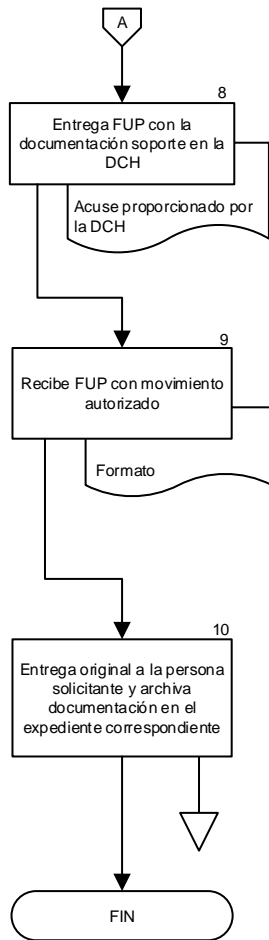 A
8
Entrega FUP con la
documentación soporte en la
DCH
Acuse proporcionado por
la DCH
9
Recibe FUP con movimiento
autorizado
Formato
10
Entrega original a la persona
solicitante y archiva
documentación en el
expediente correspondiente
FIN